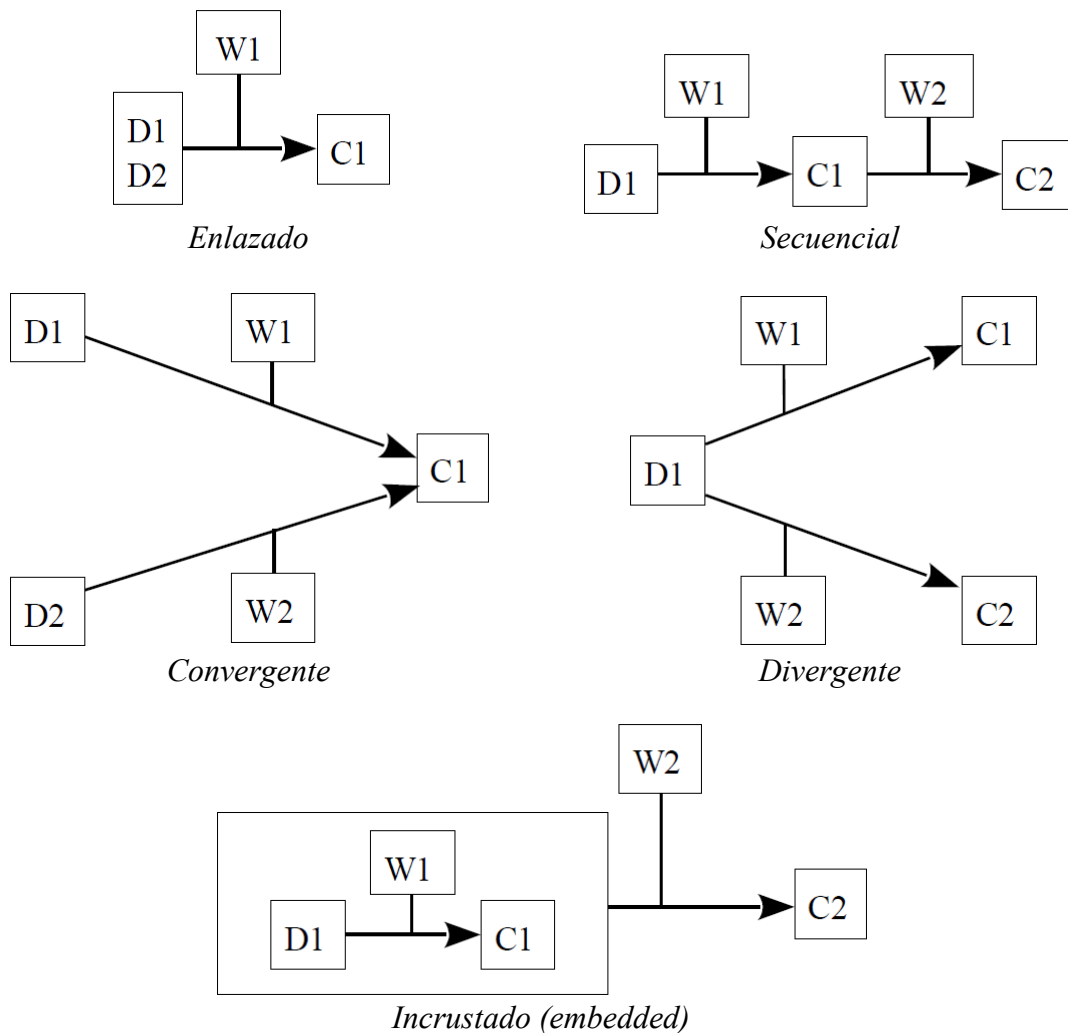 W1
D1
D2
C1
Enlazado
W1
W2
D1
C1
C2
Secuencial
D1
W1
C1
D2
W2
Convergente
W1
C1
D1
W2
C2
Divergente
W2
W1
D1
C1
C2
Incrustado (embedded)